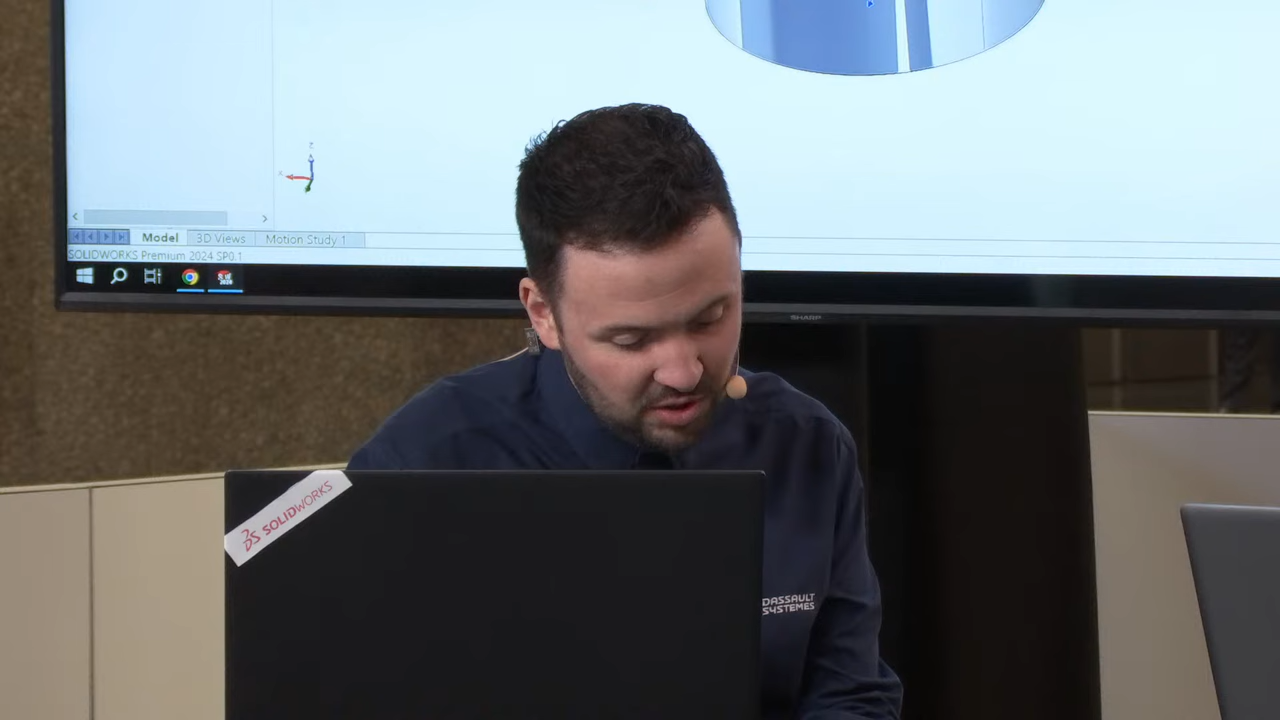 Model
3D Views
Motion Study 1
SOLIDWORKS Premium 2024 SP0.1
SHARP
SOLIDWORKS
DASSAULT
SYSTEMES